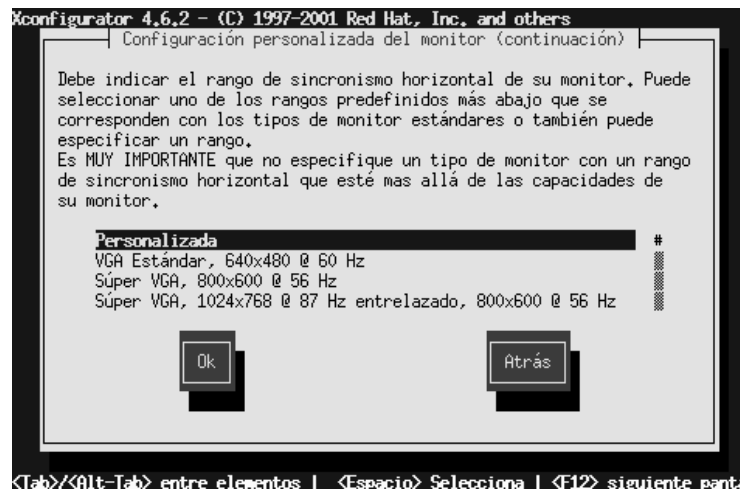 Xconfigurator 4.6.2 - (C) 1997-2001 Red Hat, Inc. and others
Configuración personalizada del monitor (continuación)
Debe indicar el rango de sincronismo horizontal de su monitor. Puede
seleccionar uno de los rangos predefinidos más abajo que se
corresponden con los tipos de monitor estándares o también puede
especificar un rango.
Es MUY IMPORTANTE que no especifique un tipo de monitor con un rango
de sincronismo horizontal que esté mas allá de las capacidades de
su monitor.
Personalizada #
VGA Estándar, 640x480 @ 60 Hz
Súper VGA, 800x600 @ 56 Hz
Súper VGA, 1024x768 @ 87 Hz entrelazado, 800x600 @ 56 Hz
Ok Atrás
<Tab>/<Alt-Tab> entre elementos | <Espacio> Selecciona | <F12> siguiente pant